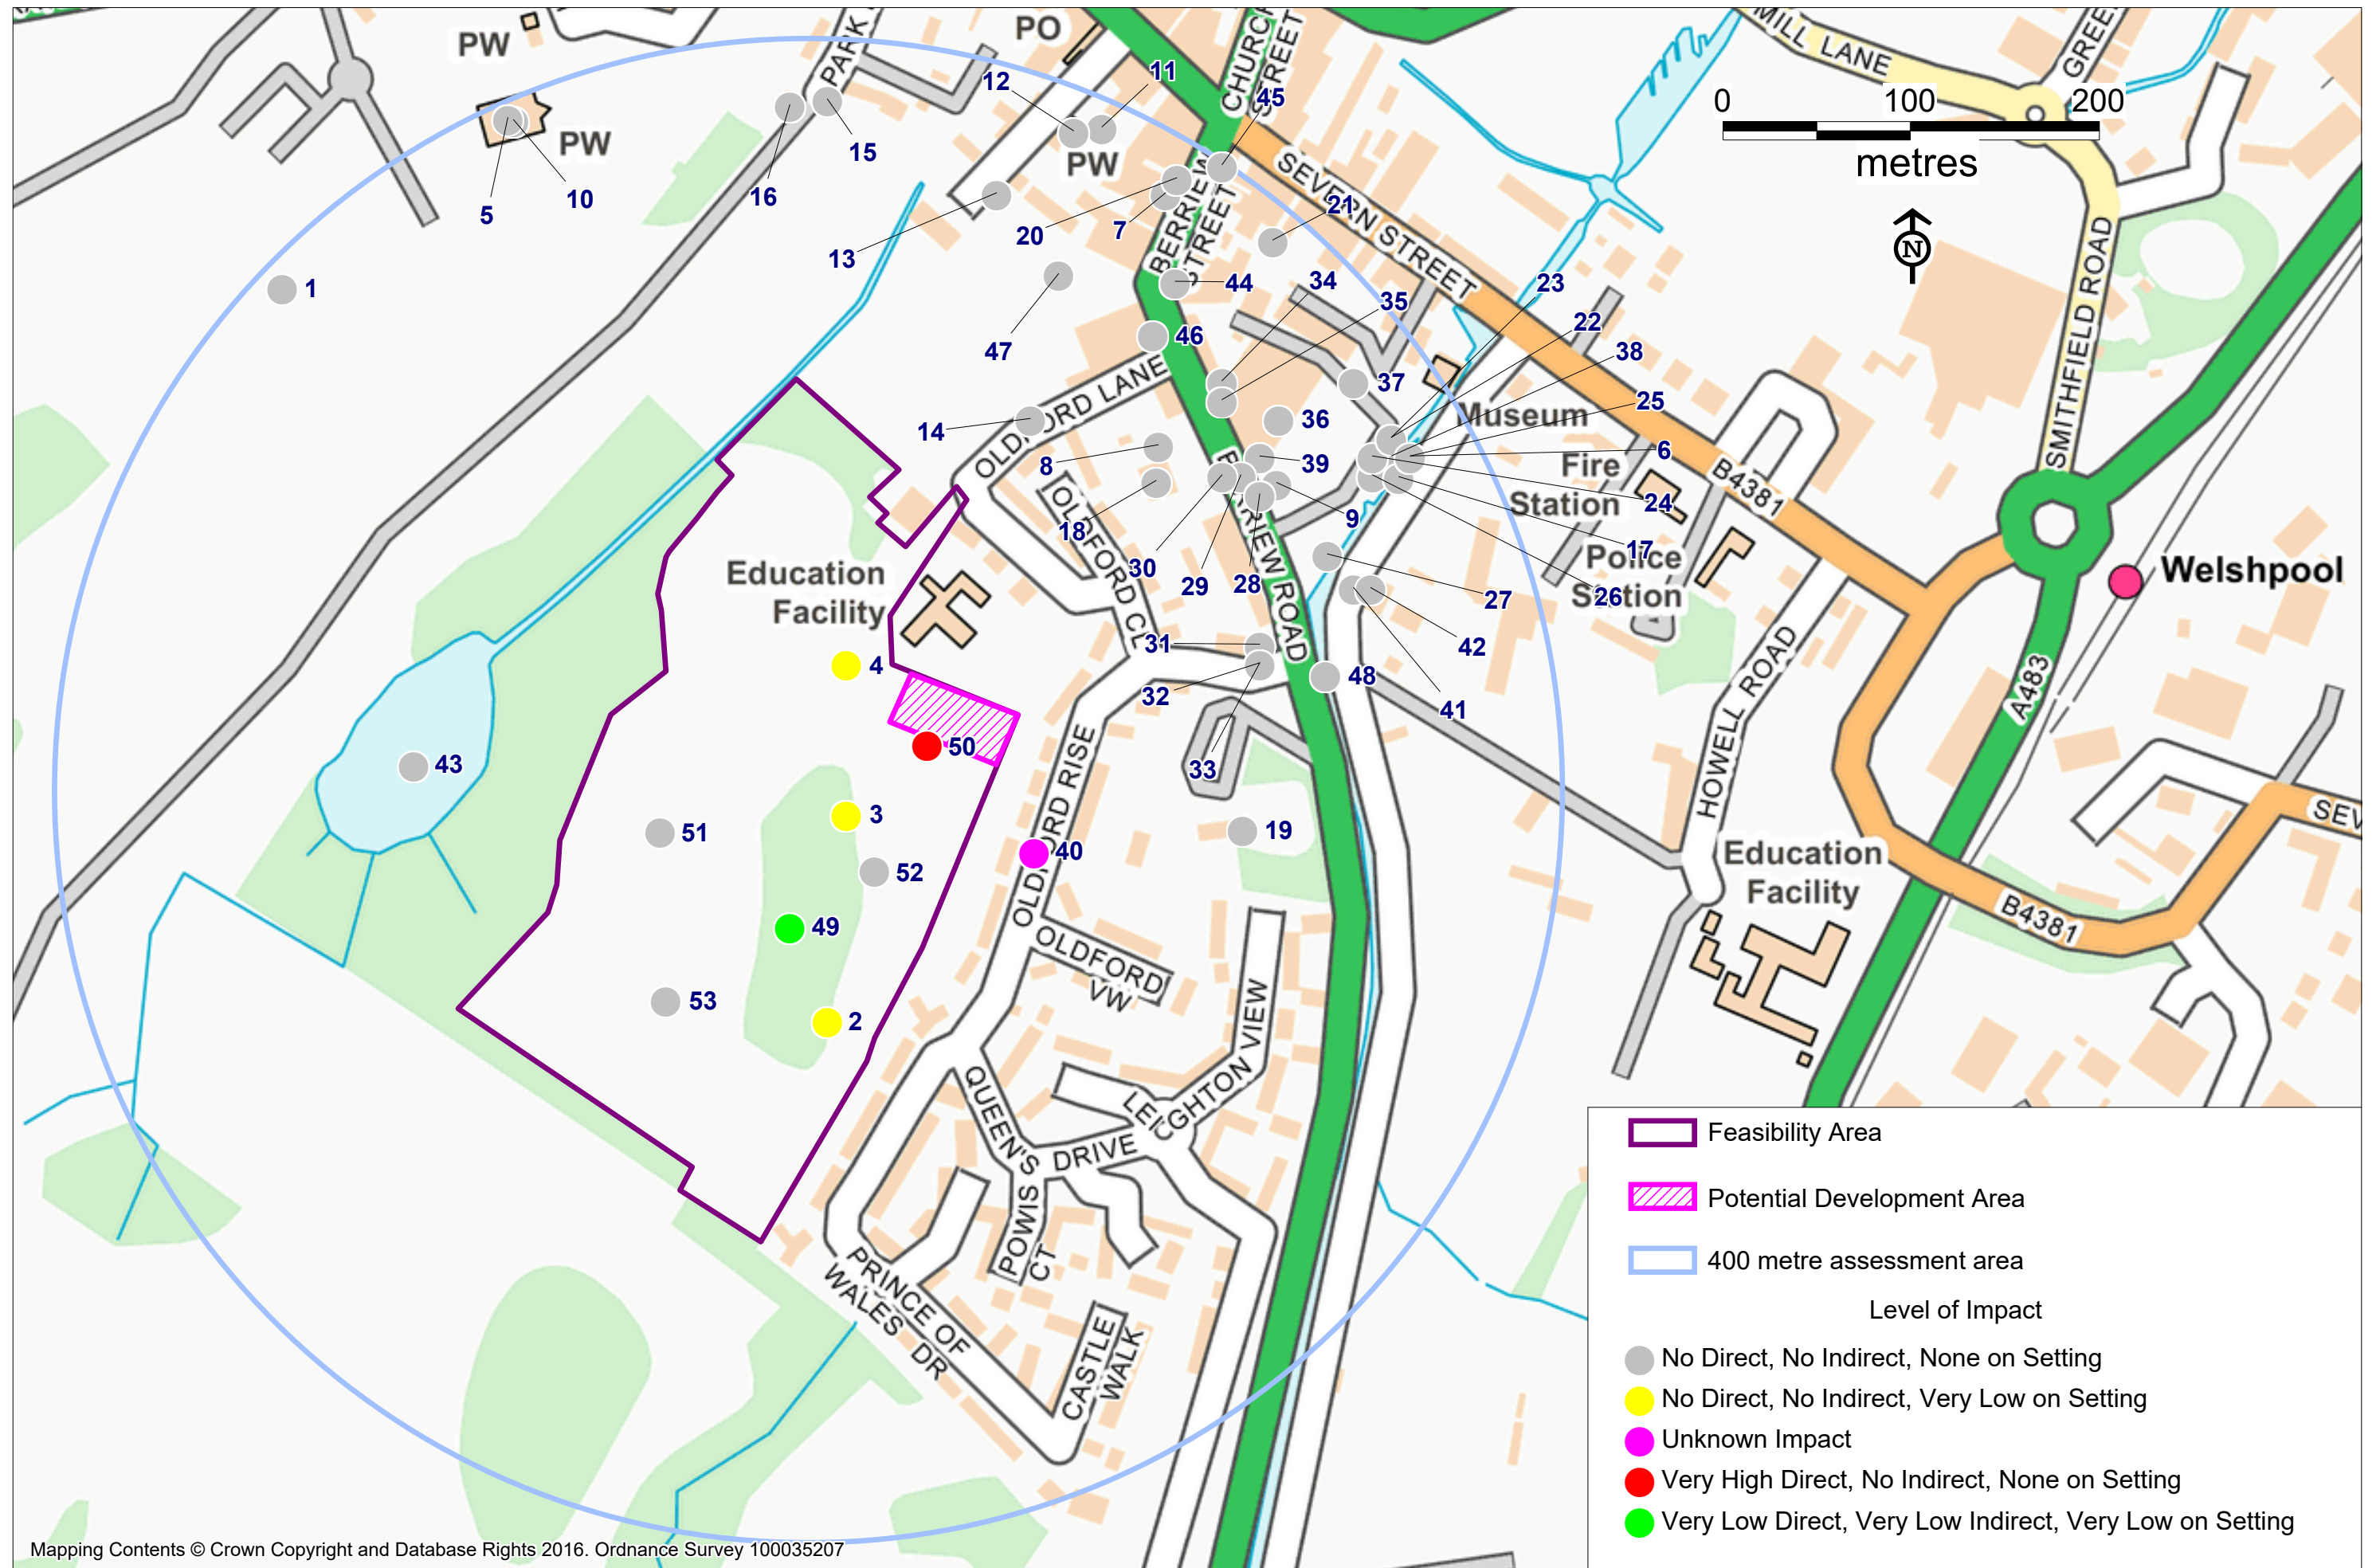 PW
PO
PARK
CHURCH
STREET
MILL LANE
GREE
12
11
45
0 100 200
metres
N
PW
5
10
16
15
PW
13
20
7
BERRIEW
STREET
21
SEVERN STREET
SMITHFIELD ROAD
1
47
44
34
35
23
22
38
46
37
25
14
OLDFORD LANE
36
Museum
8
39
6
Fire
Station
24
B4381
18
9
17
Police
Station
26
Welshpool
30
29
28
27
OLDFORD CL
BERRIEW ROAD
Education
Facility
31
42
4
32
48
41
A483
HOWELL ROAD
50
43
33
3
51
19
SEV
OLDFORD RISE
40
52
Education
Facility
49
B4381
OLDFORD
VW
53
2
LEIGHTON VIEW
QUEEN'S
DRIVE
POWIS
CT
PRINCE OF
WALES DR
CASTLE
WALK
Feasibility Area
Potential Development Area
400 metre assessment area
Level of Impact
No Direct, No Indirect, None on Setting
No Direct, No Indirect, Very Low on Setting
Unknown Impact
Very High Direct, No Indirect, None on Setting
Very Low Direct, Very Low Indirect, Very Low on Setting
Mapping Contents © Crown Copyright and Database Rights 2016. Ordnance Survey 100035207